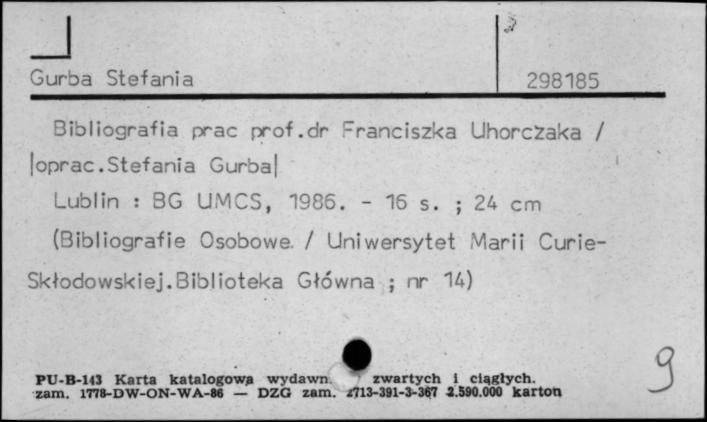 Gurba Stefania 298185
Bibliografia prac prof.dr Franciszka Uhorczaka /
|oprac.Stefania Gurba|
Lublin : BG UMCS, 1986. - 16 s. ; 24 cm
(Bibliografie Osobowe / Uniwersytet Marii Curie-
Skłodowskiej.Biblioteka Główna ; nr 14)
9
PU-B-143 Karta katalogowa wydawn. zwartych i ciągłych.
zam. 1778-DW-ON-WA-86 — DZG zam. 2713-391-3-367 2.590.000 karton